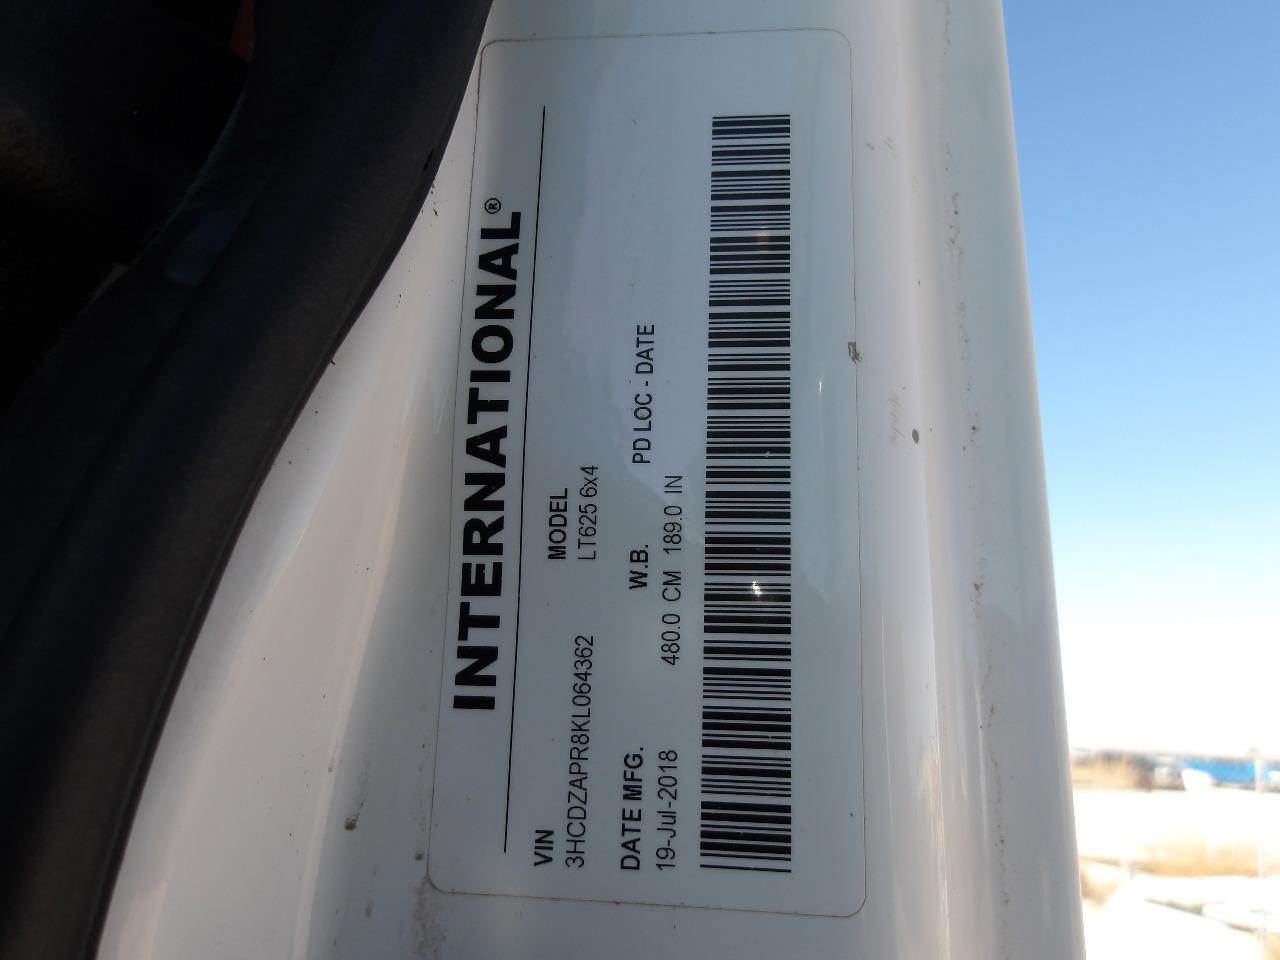 INTERNATIONAL®
VIN MODEL
3HCDZAPR8KL064362 LT625 6x4
DATE MFG. W.B. PD LOC - DATE
19-Jul-2018 480.0 CM 189.0 IN